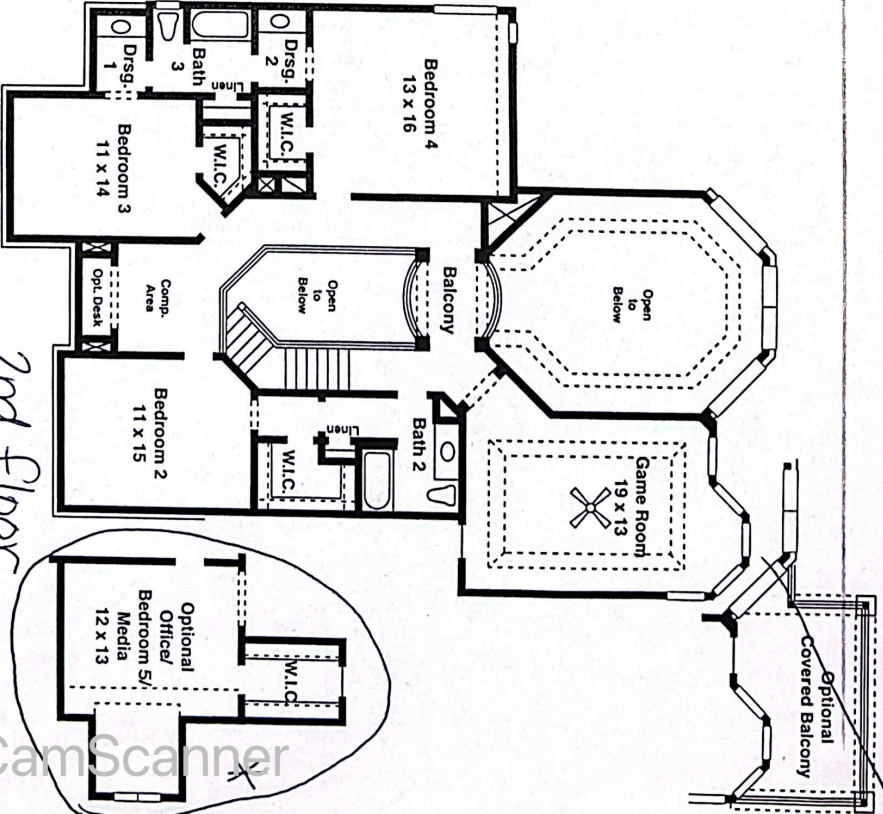 Bedroom 4
13 x 16
Drsg.
2
Bath
3
Linen
Drsg.
1
W.I.C.
W.I.C.
Bedroom 3
11 x 14
Open
to
Below
Balcony
Open
to
Below
Comp.
Area
Opt. Desk
Bedroom 2
11 x 15
Linen
W.I.C.
Bath 2
Game Room
19 x 13
Optional
Covered Balcony
Optional
Office/
Bedroom 5/
Media
12 x 13
W.I.C.
2nd Floor
X
CamScanner